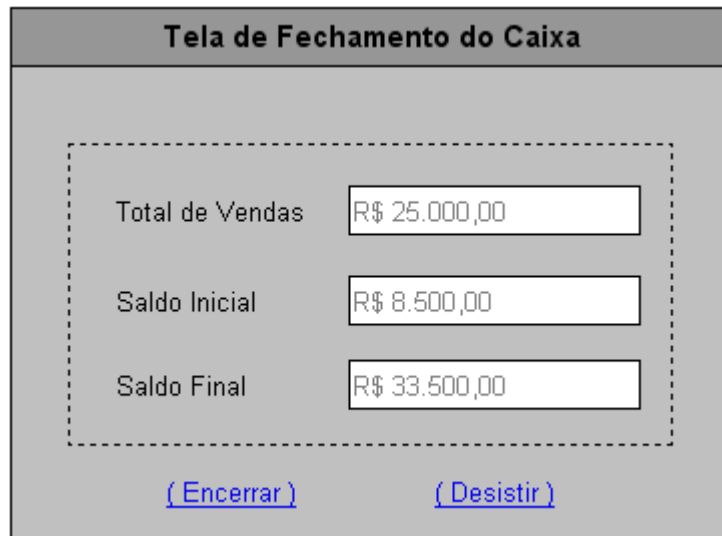 Tela de Fechamento do Caixa
Total de Vendas R$ 25.000,00
Saldo Inicial R$ 8.500,00
Saldo Final R$ 33.500,00
( Encerrar ) ( Desistir )